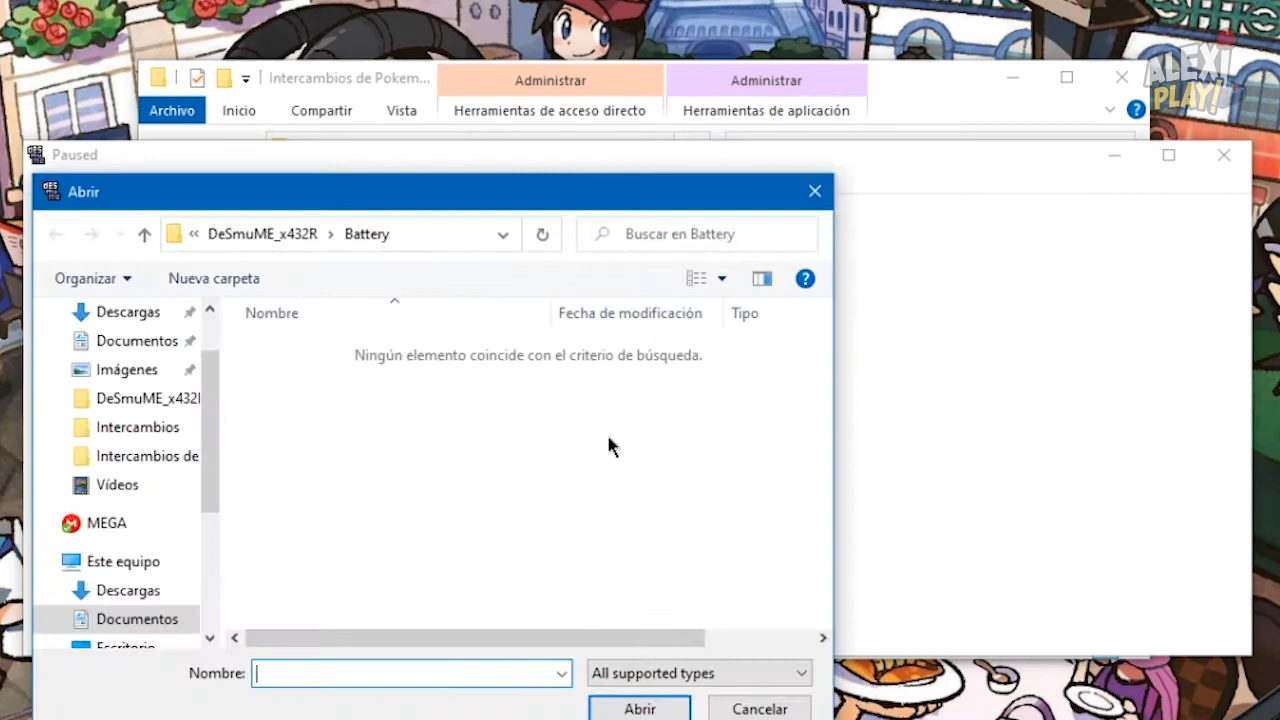 ALEXI
PLAY!
Intercambios de Pokem...
Administrar
Administrar
Archivo
Inicio
Compartir
Vista
Herramientas de acceso directo
Herramientas de aplicación
Paused
Abrir
« DeSmuME_x432R › Battery
Buscar en Battery
Organizar
Nueva carpeta
Nombre
Fecha de modificación
Tipo
Descargas
Ningún elemento coincide con el criterio de búsqueda.
Documentos
Imágenes
DeSmuME_x432
Intercambios
Intercambios de
Vídeos
MEGA
Este equipo
Descargas
Documentos
Escritorio
Nombre:
All supported types
Abrir
Cancelar